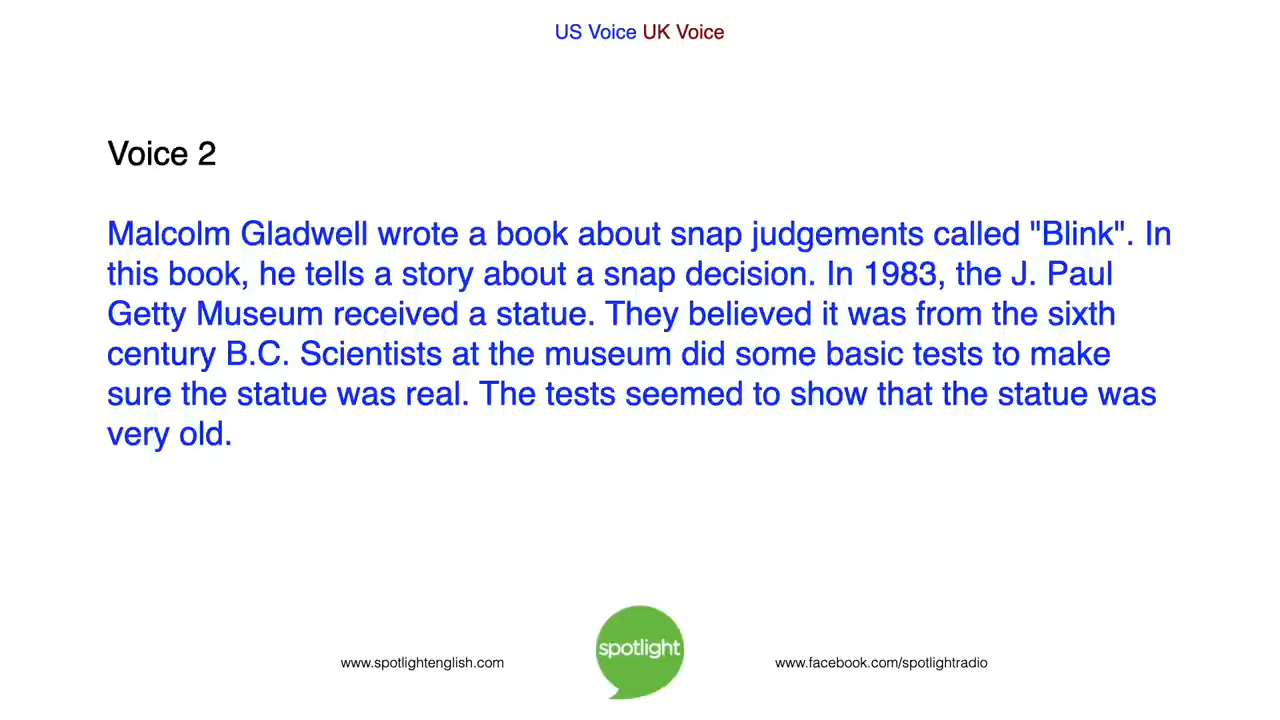 US Voice UK Voice
Voice 2
Malcolm Gladwell wrote a book about snap judgements called "Blink". In
this book, he tells a story about a snap decision. In 1983, the J. Paul
Getty Museum received a statue. They believed it was from the sixth
century B.C. Scientists at the museum did some basic tests to make
sure the statue was real. The tests seemed to show that the statue was
very old.
spotlight
www.spotlightenglish.com
www.facebook.com/spotlightradio